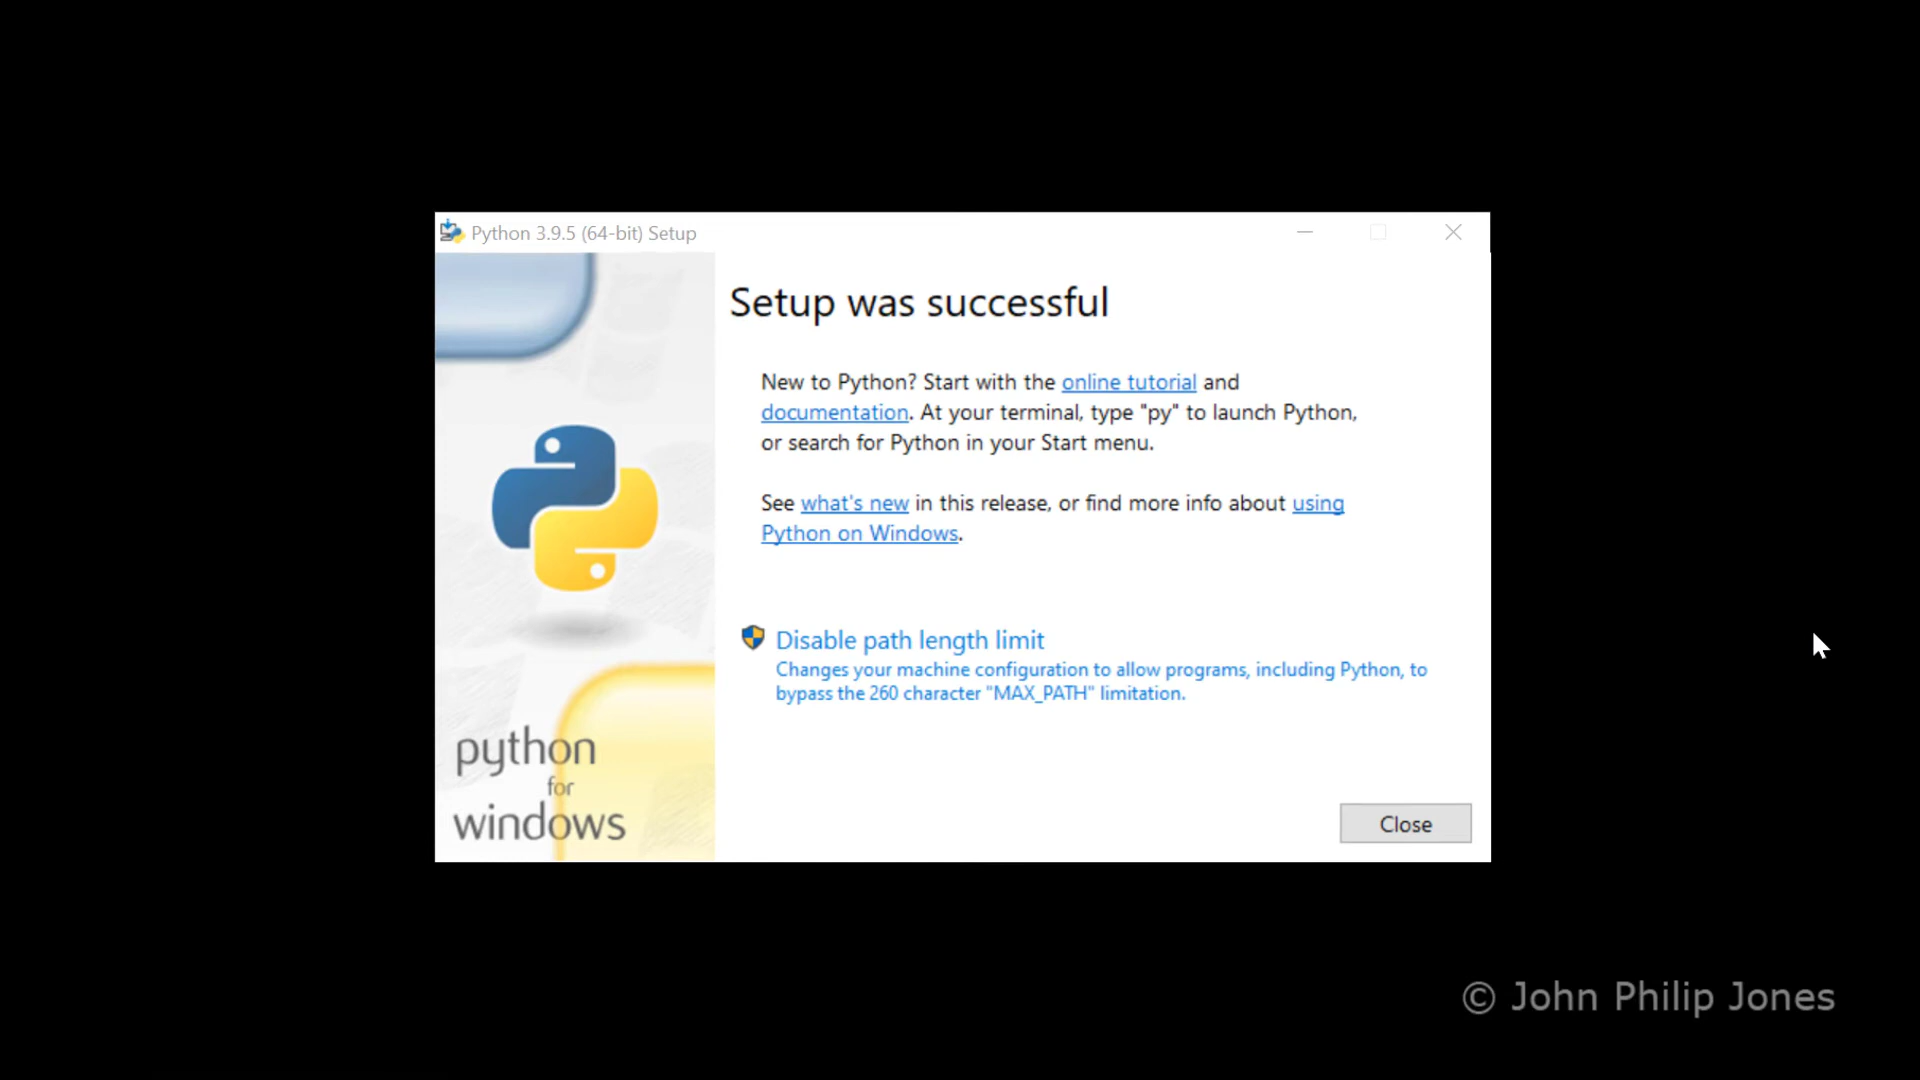 Python 3.9.5 (64-bit) Setup
Setup was successful
New to Python? Start with the online tutorial and
documentation. At your terminal, type "py" to launch Python,
or search for Python in your Start menu.
See what's new in this release, or find more info about using
Python on Windows.
Disable path length limit
Changes your machine configuration to allow programs, including Python, to
bypass the 260 character "MAX_PATH" limitation.
python
for
windows
Close
© John Philip Jones